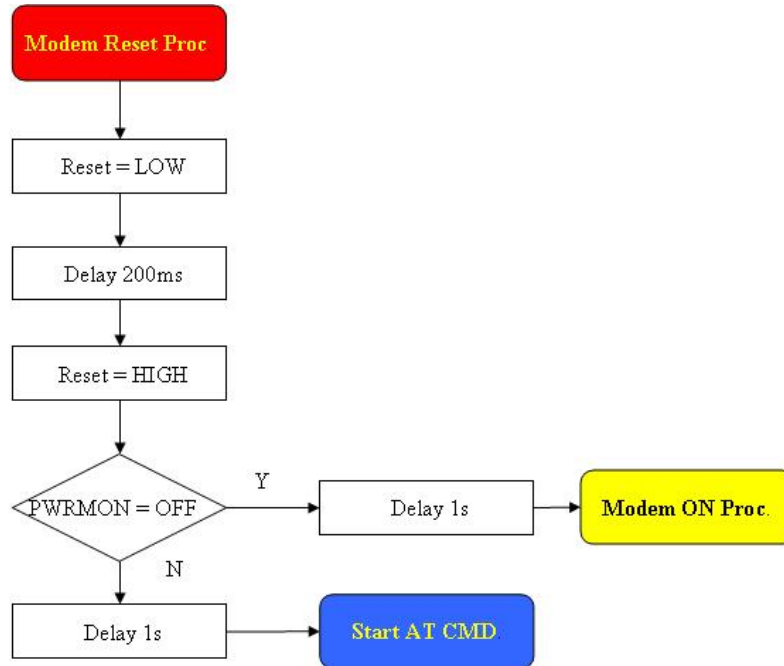 Modem Reset Proc
Reset = LOW
Delay 200ms
Reset = HIGH
PWRMON = OFF
Y
Delay 1s
Modem ON Proc.
N
Delay 1s
Start AT CMD.